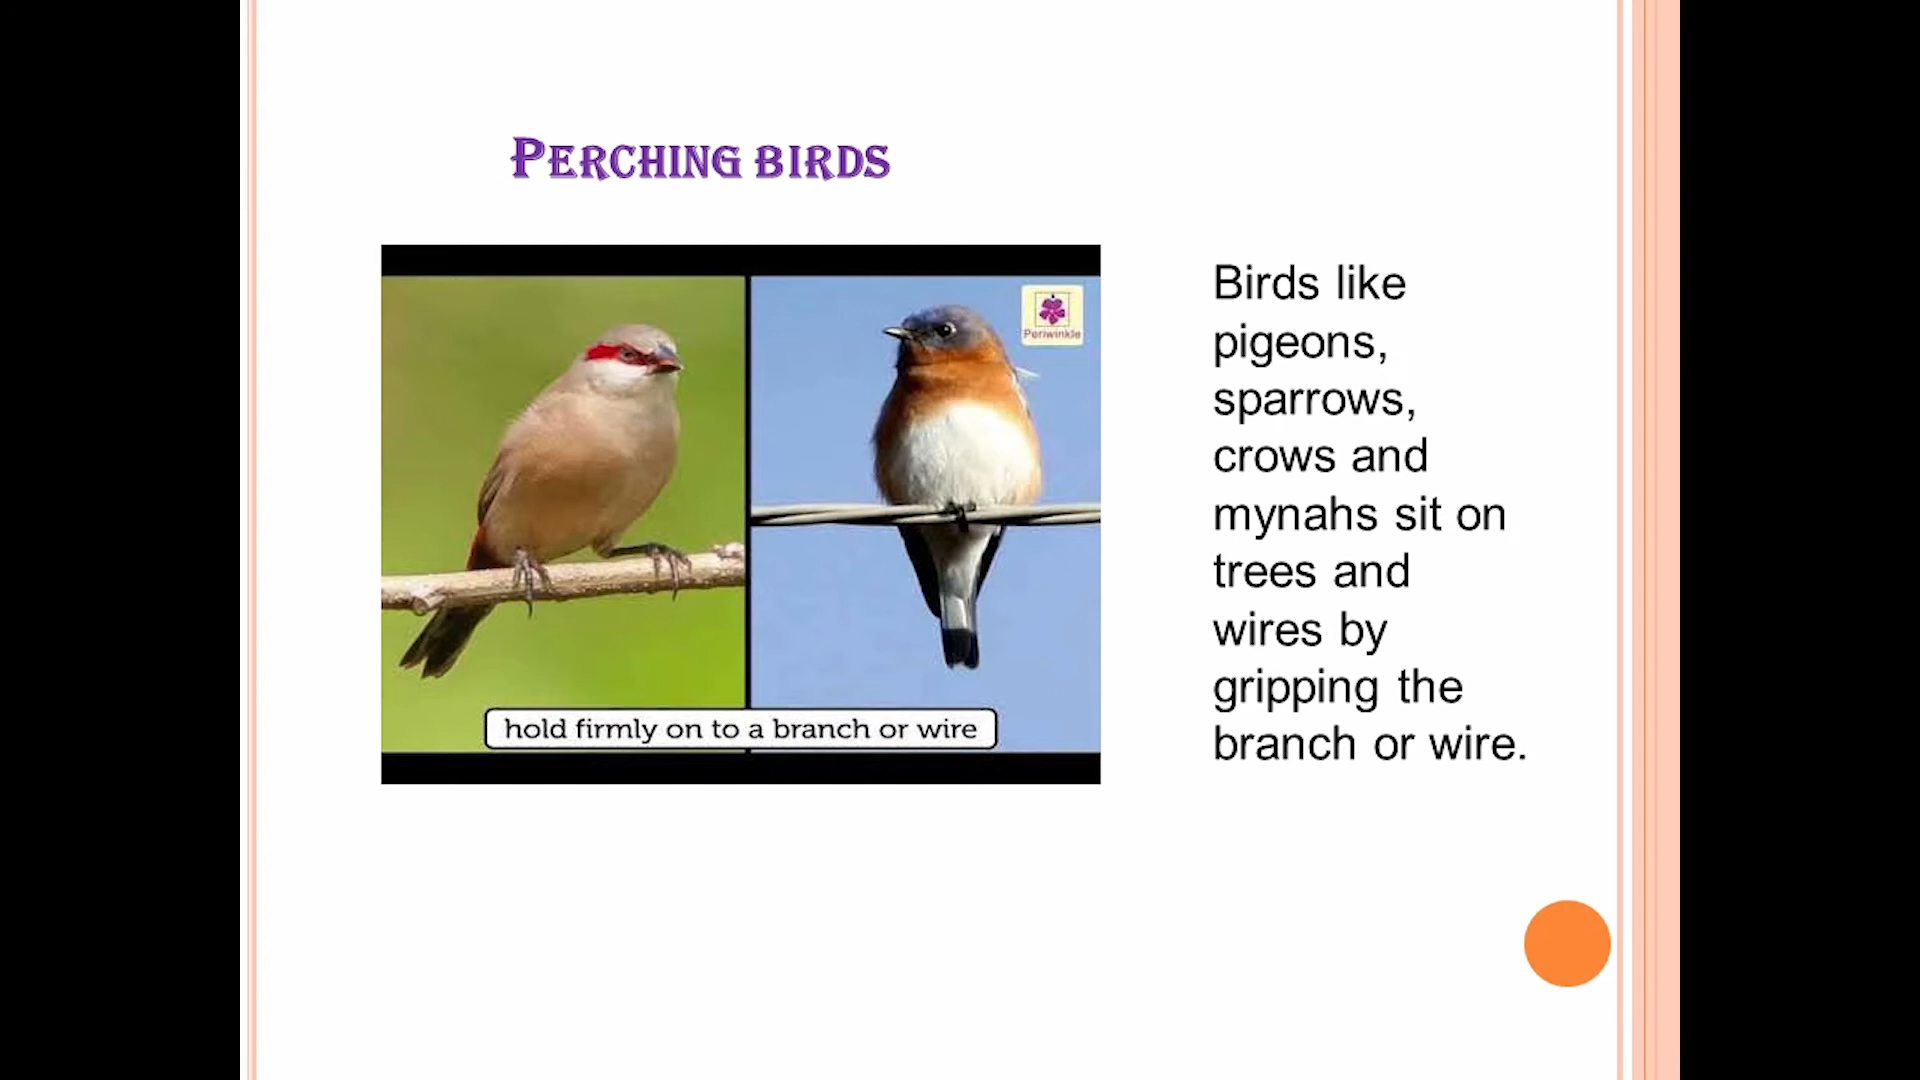 PERCHING BIRDS
Periwinkle
hold firmly on to a branch or wire
Birds like
pigeons,
sparrows,
crows and
mynahs sit on
trees and
wires by
gripping the
branch or wire.